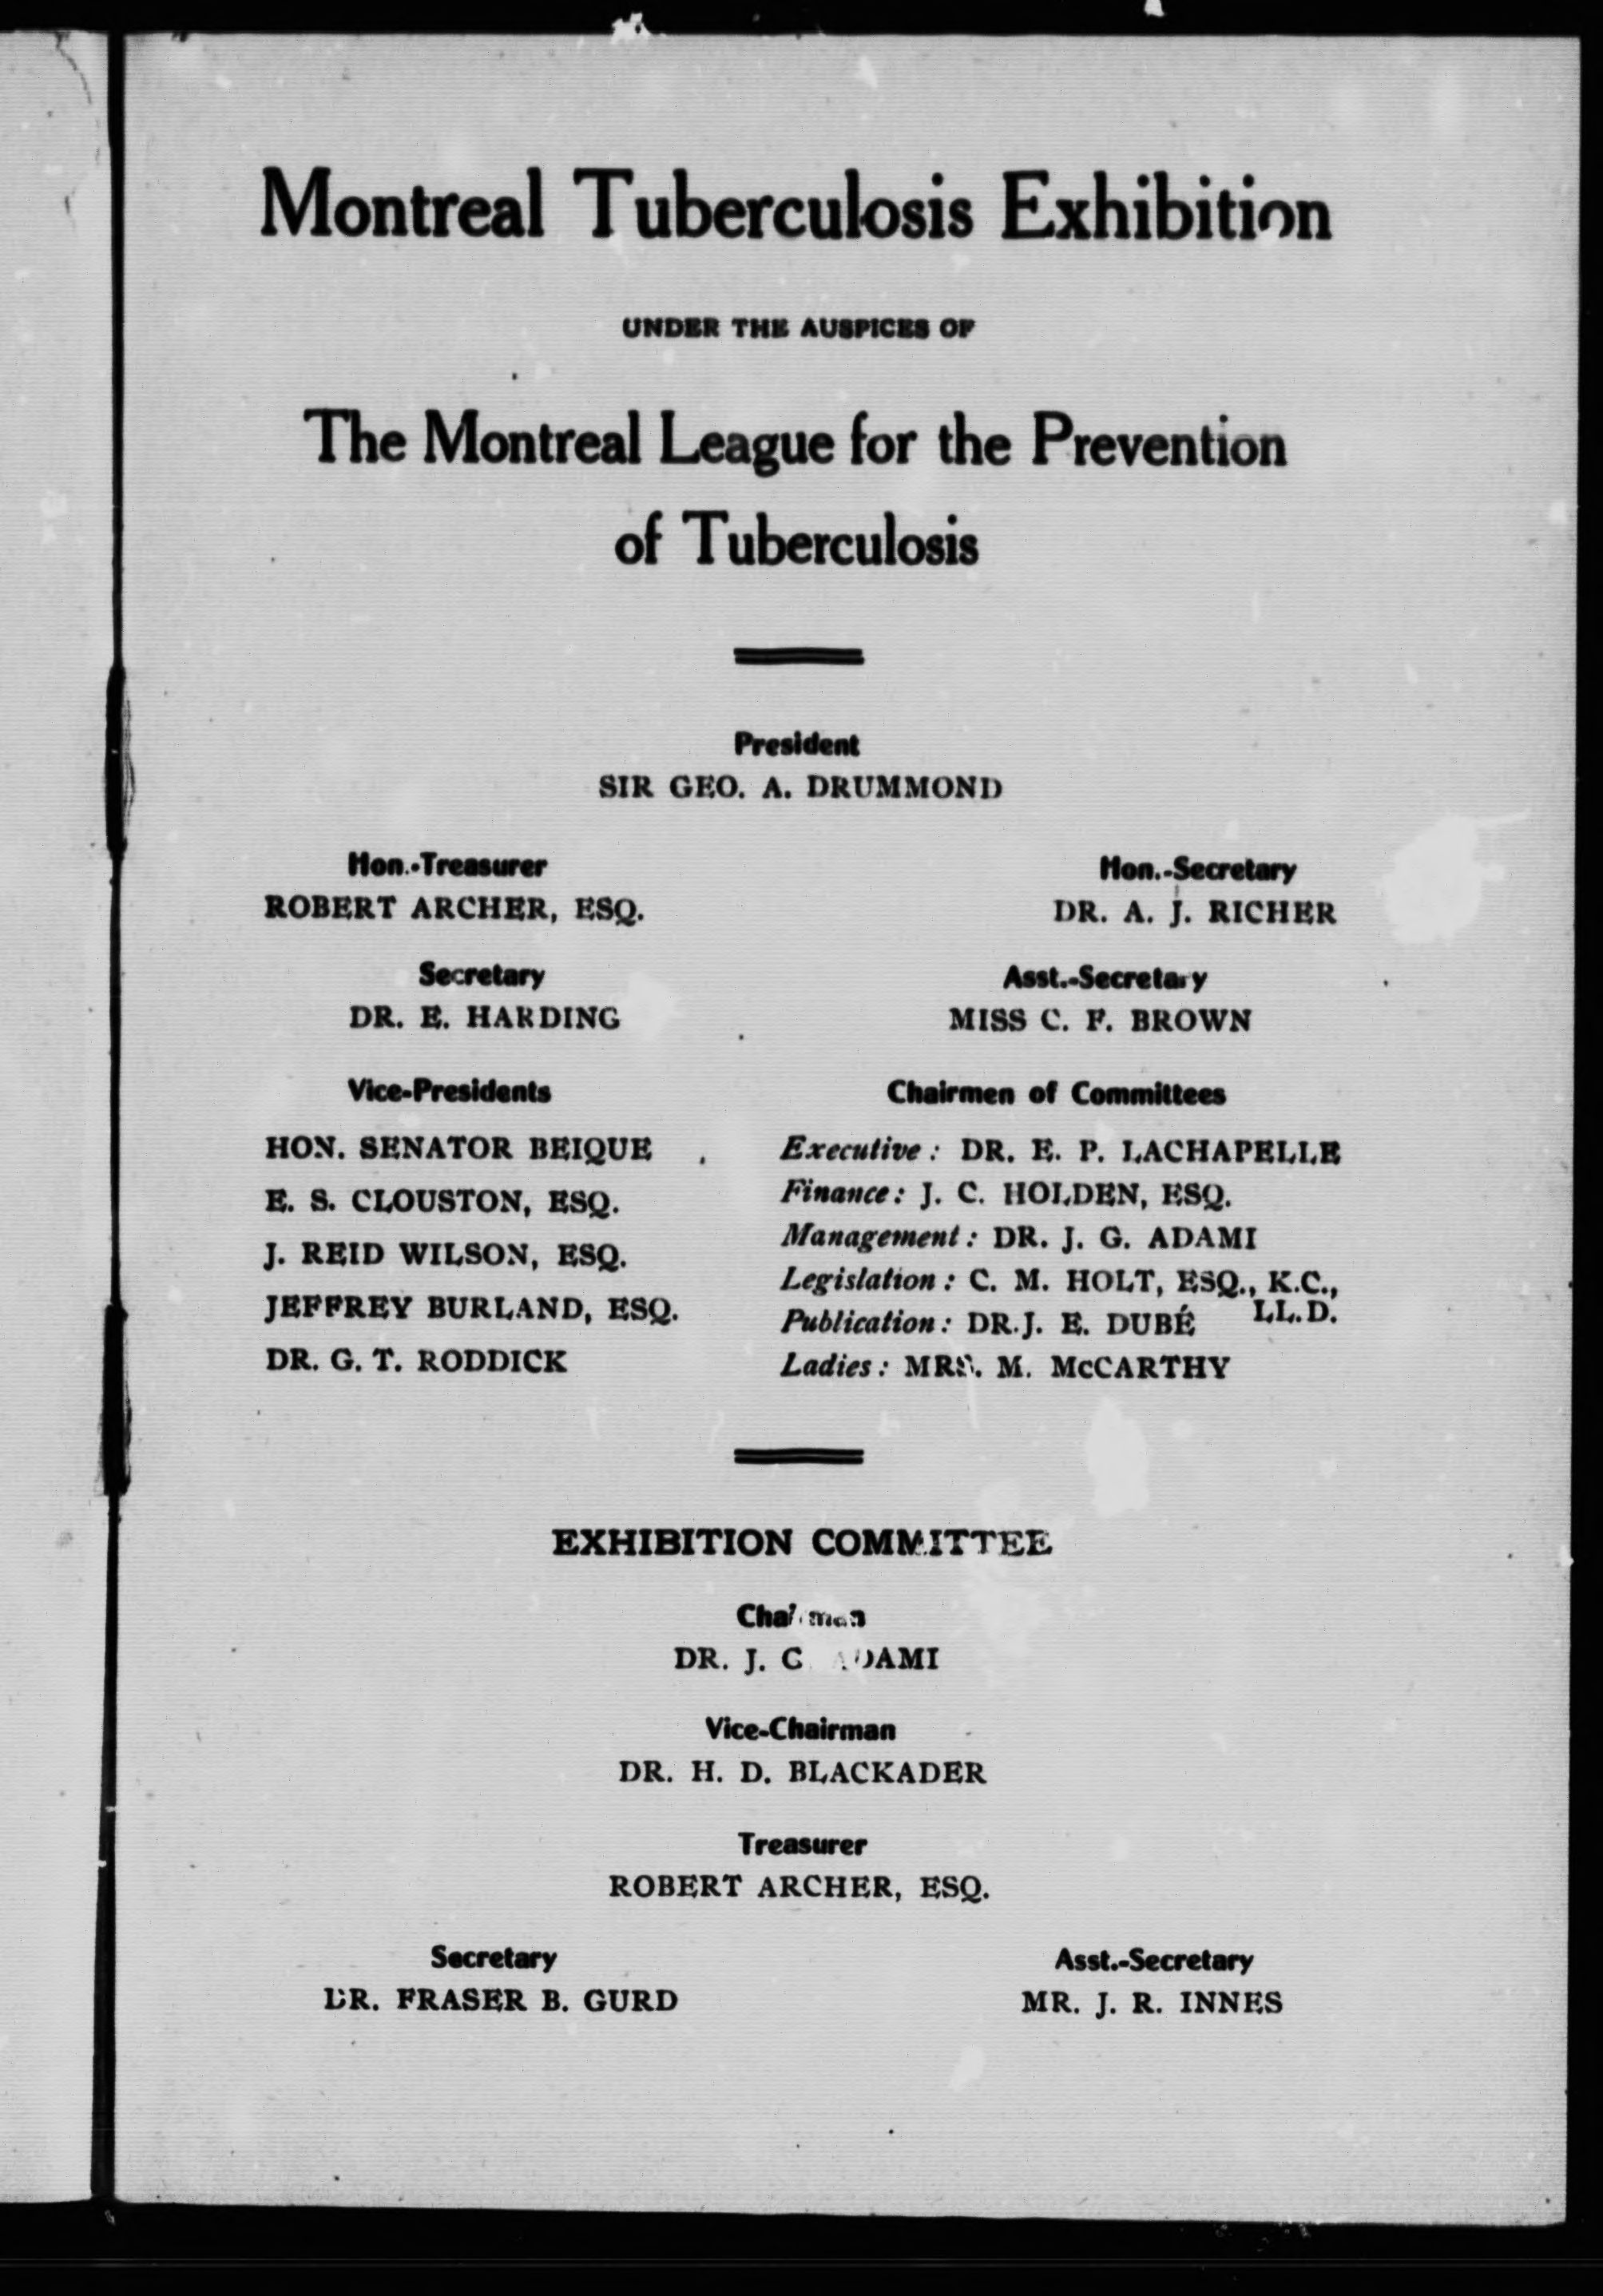 Montreal Tuberculosis Exhibition
UNDER THE AUSPICES OF
The Montreal League for the Prevention
of Tuberculosis
President
SIR GEO. A. DRUMMOND
Hon.-Treasurer
ROBERT ARCHER, ESQ.
Hon.-Secretary
DR. A. J. RICHER
Secretary
DR. E. HARDING
Asst.-Secretary
MISS C. F. BROWN
Vice-Presidents
HON. SENATOR BEIQUE
E. S. CLOUSTON, ESQ.
J. REID WILSON, ESQ.
JEFFREY BURLAND, ESQ.
DR. G. T. RODDICK
Chairmen of Committees
Executive : DR. E. P. LACHAPELLE
Finance : J. C. HOLDEN, ESQ.
Management : DR. J. G. ADAMI
Legislation : C. M. HOLT, ESQ., K.C.,
LL.D.
Publication : DR. J. E. DUBÉ
Ladies : MRS. M. McCARTHY
EXHIBITION COMMITTEE
Chairman
DR. J. G. ADAMI
Vice-Chairman
DR. H. D. BLACKADER
Treasurer
ROBERT ARCHER, ESQ.
Secretary
DR. FRASER B. GURD
Asst.-Secretary
MR. J. R. INNES